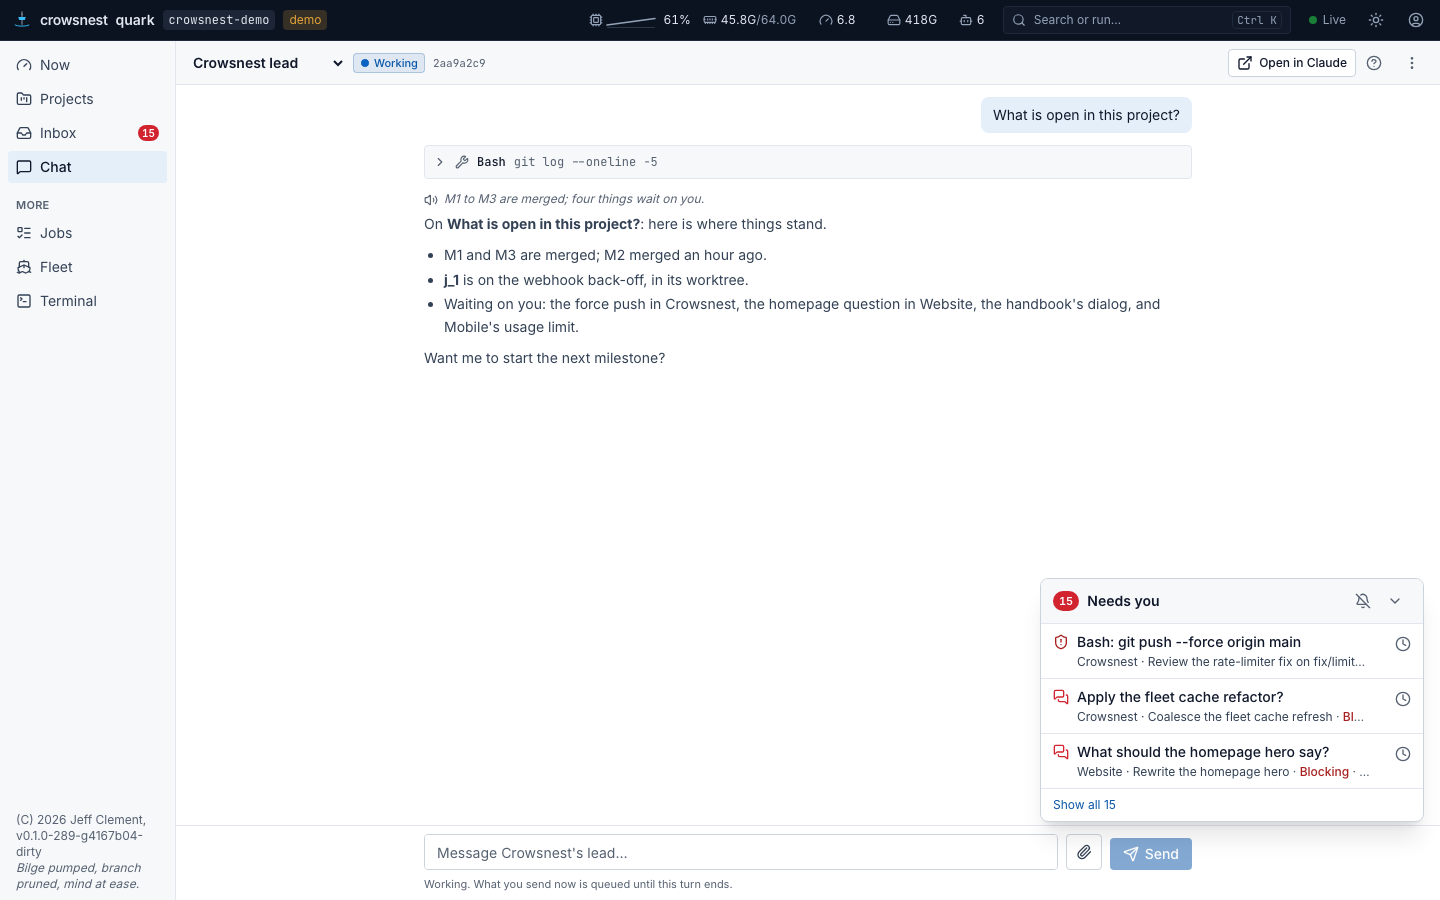 crowsnest quark crowsnest-demo demo 61% 45.8G/64.0G 6.8 418G 6 Search or run... Ctrl K Live
Now
Projects
Inbox 15
Chat
MORE
Jobs
Fleet
Terminal
(C) 2026 Jeff Clement,
v0.1.0-289-g4167b04-
dirty
Bilge pumped, branch
pruned, mind at ease.
Crowsnest lead Working 2aa9a2c9 Open in Claude
What is open in this project?
Bash git log --oneline -5
M1 to M3 are merged; four things wait on you.
On What is open in this project?: here is where things stand.
• M1 and M3 are merged; M2 merged an hour ago.
• j_1 is on the webhook back-off, in its worktree.
• Waiting on you: the force push in Crowsnest, the homepage question in Website, the handbook's dialog, and
Mobile's usage limit.
Want me to start the next milestone?
15 Needs you
Bash: git push --force origin main
Crowsnest · Review the rate-limiter fix on fix/limit...
Apply the fleet cache refactor?
Crowsnest · Coalesce the fleet cache refresh · Bl...
What should the homepage hero say?
Website · Rewrite the homepage hero · Blocking · ...
Show all 15
Message Crowsnest's lead... Send
Working. What you send now is queued until this turn ends.